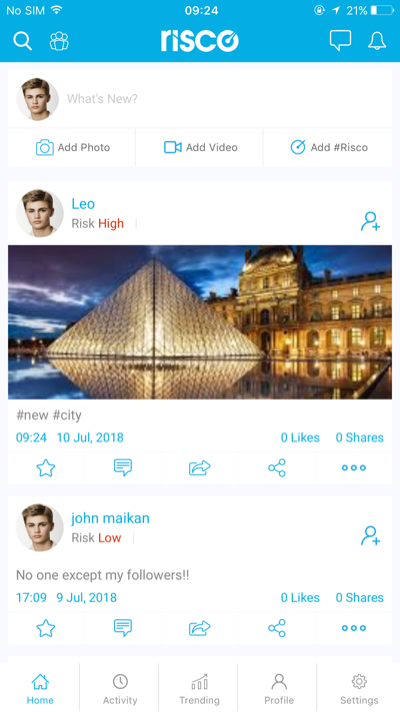 No SIM 09:24 21%
risco
What's New?
Add Photo Add Video Add #Risco
Leo
Risk High
#new #city
09:24 10 Jul, 2018 0 Likes 0 Shares
john maikan
Risk Low
No one except my followers!!
17:09 9 Jul, 2018 0 Likes 0 Shares
Home Activity Trending Profile Settings